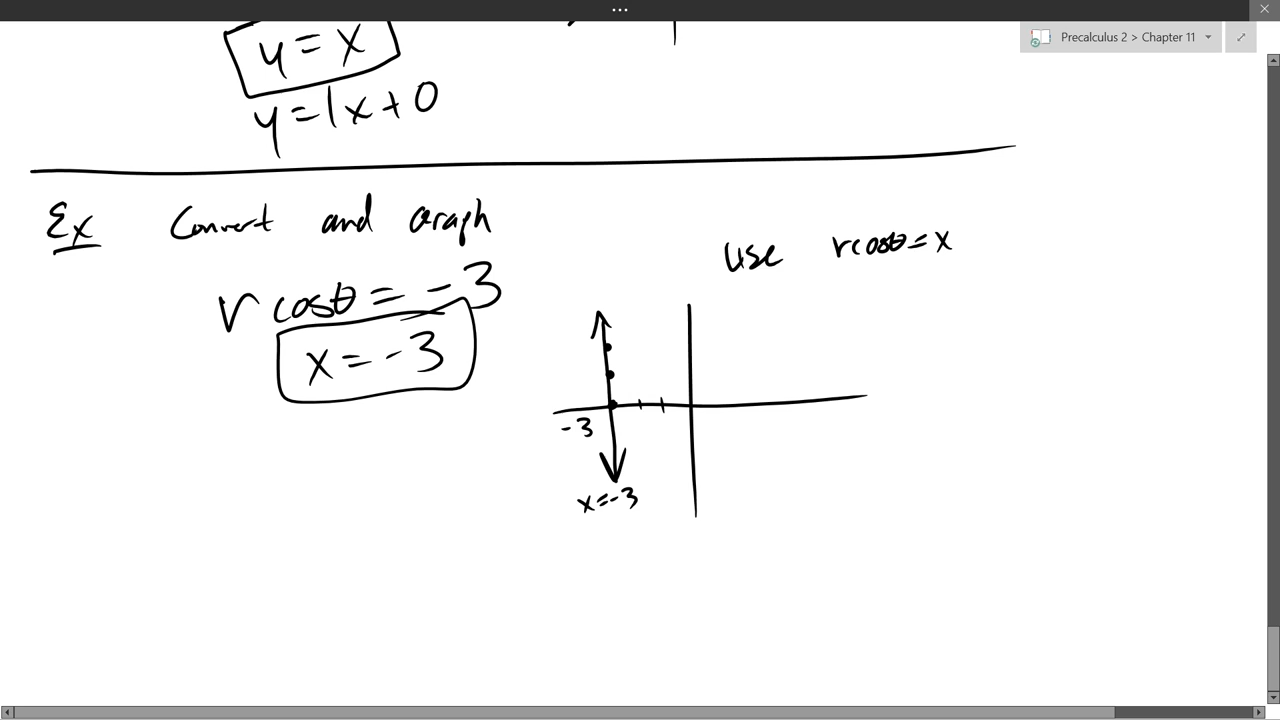 ...
Precalculus 2 > Chapter 11
y = x
y = 1x + 0
Ex Convert and Graph
r cosθ = -3
x = -3
use rcosθ = x
-3
x = -3